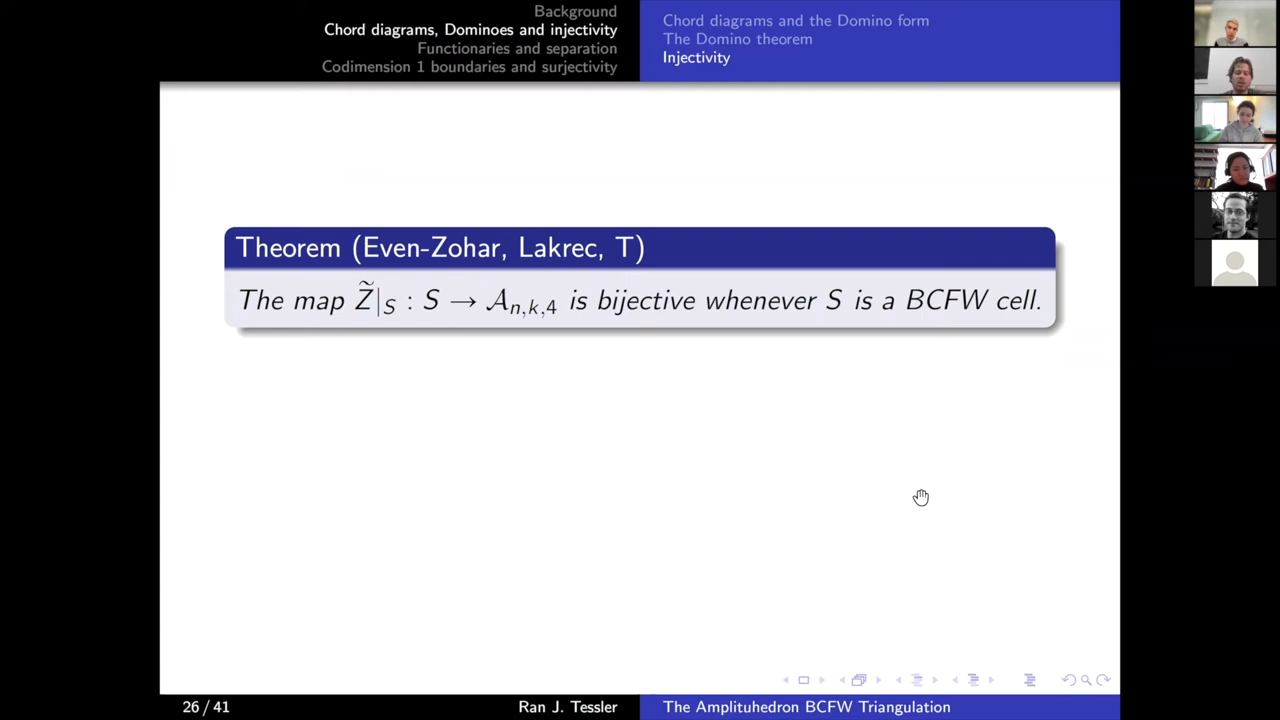 Background
Chord diagrams, Dominoes and injectivity
Functionaries and separation
Codimension 1 boundaries and surjectivity
Chord diagrams and the Domino form
The Domino theorem
Injectivity
Theorem (Even-Zohar, Lakrec, T)
The map Z̃|_S : S → 𝒜_{n,k,4} is bijective whenever S is a BCFW cell.
26 / 41
Ran J. Tessler
The Amplituhedron BCFW Triangulation